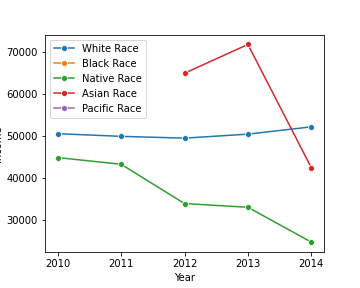 White Race
Black Race
Native Race
Asian Race
Pacific Race
70000
60000
50000
40000
30000
2010 2011 2012 2013 2014
Year